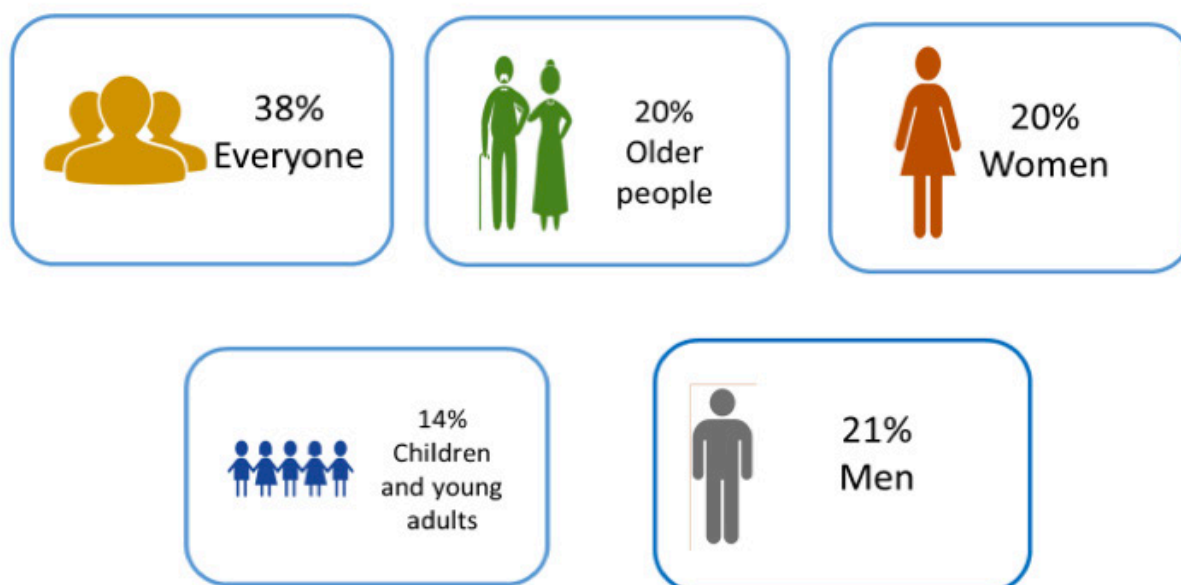 38%
Everyone
20%
Older
people
20%
Women
14%
Children
and young
adults
21%
Men